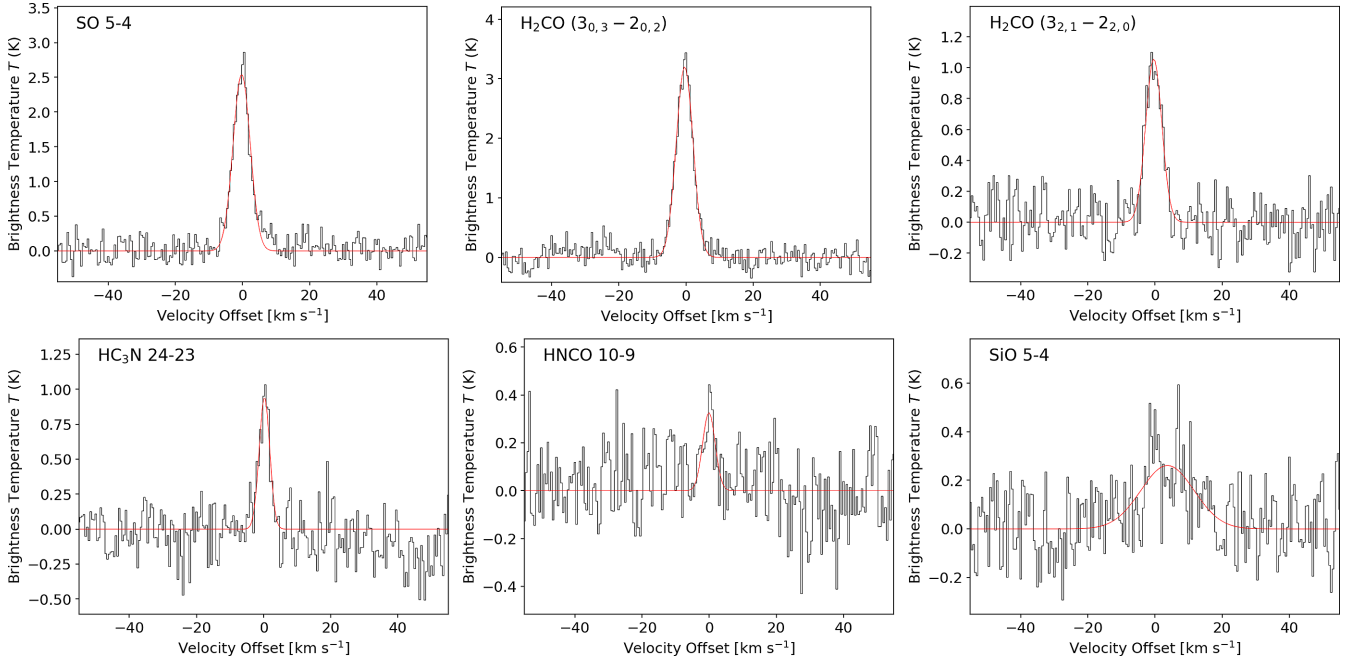 SO 5-4
Brightness Temperature T (K)
3.5
3.0
2.5
2.0
1.5
1.0
0.5
0.0
−40 −20 0 20 40
Velocity Offset [km s⁻¹]
H₂CO (3₀,₃ − 2₀,₂)
Brightness Temperature T (K)
4
3
2
1
0
−40 −20 0 20 40
Velocity Offset [km s⁻¹]
H₂CO (3₂,₁ − 2₂,₀)
Brightness Temperature T (K)
1.2
1.0
0.8
0.6
0.4
0.2
0.0
−0.2
−40 −20 0 20 40
Velocity Offset [km s⁻¹]
HC₃N 24-23
Brightness Temperature T (K)
1.25
1.00
0.75
0.50
0.25
0.00
−0.25
−0.50
−40 −20 0 20 40
Velocity Offset [km s⁻¹]
HNCO 10-9
Brightness Temperature T (K)
0.6
0.4
0.2
0.0
−0.2
−0.4
−40 −20 0 20 40
Velocity Offset [km s⁻¹]
SiO 5-4
Brightness Temperature T (K)
0.6
0.4
0.2
0.0
−0.2
−40 −20 0 20 40
Velocity Offset [km s⁻¹]